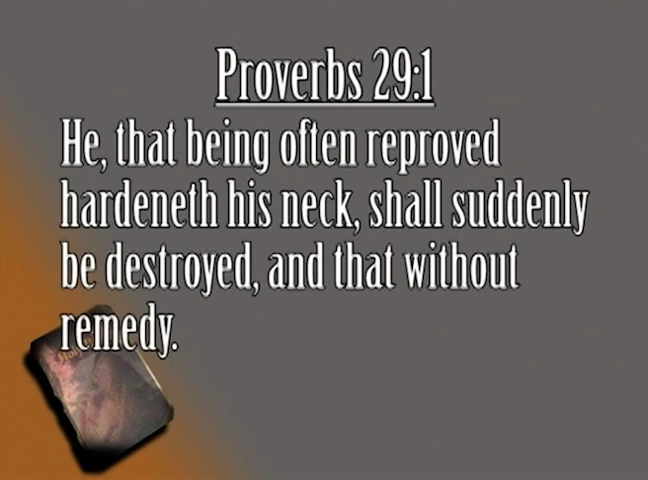 Proverbs 29:1
He, that being often reproved
hardeneth his neck, shall suddenly
be destroyed, and that without
remedy.